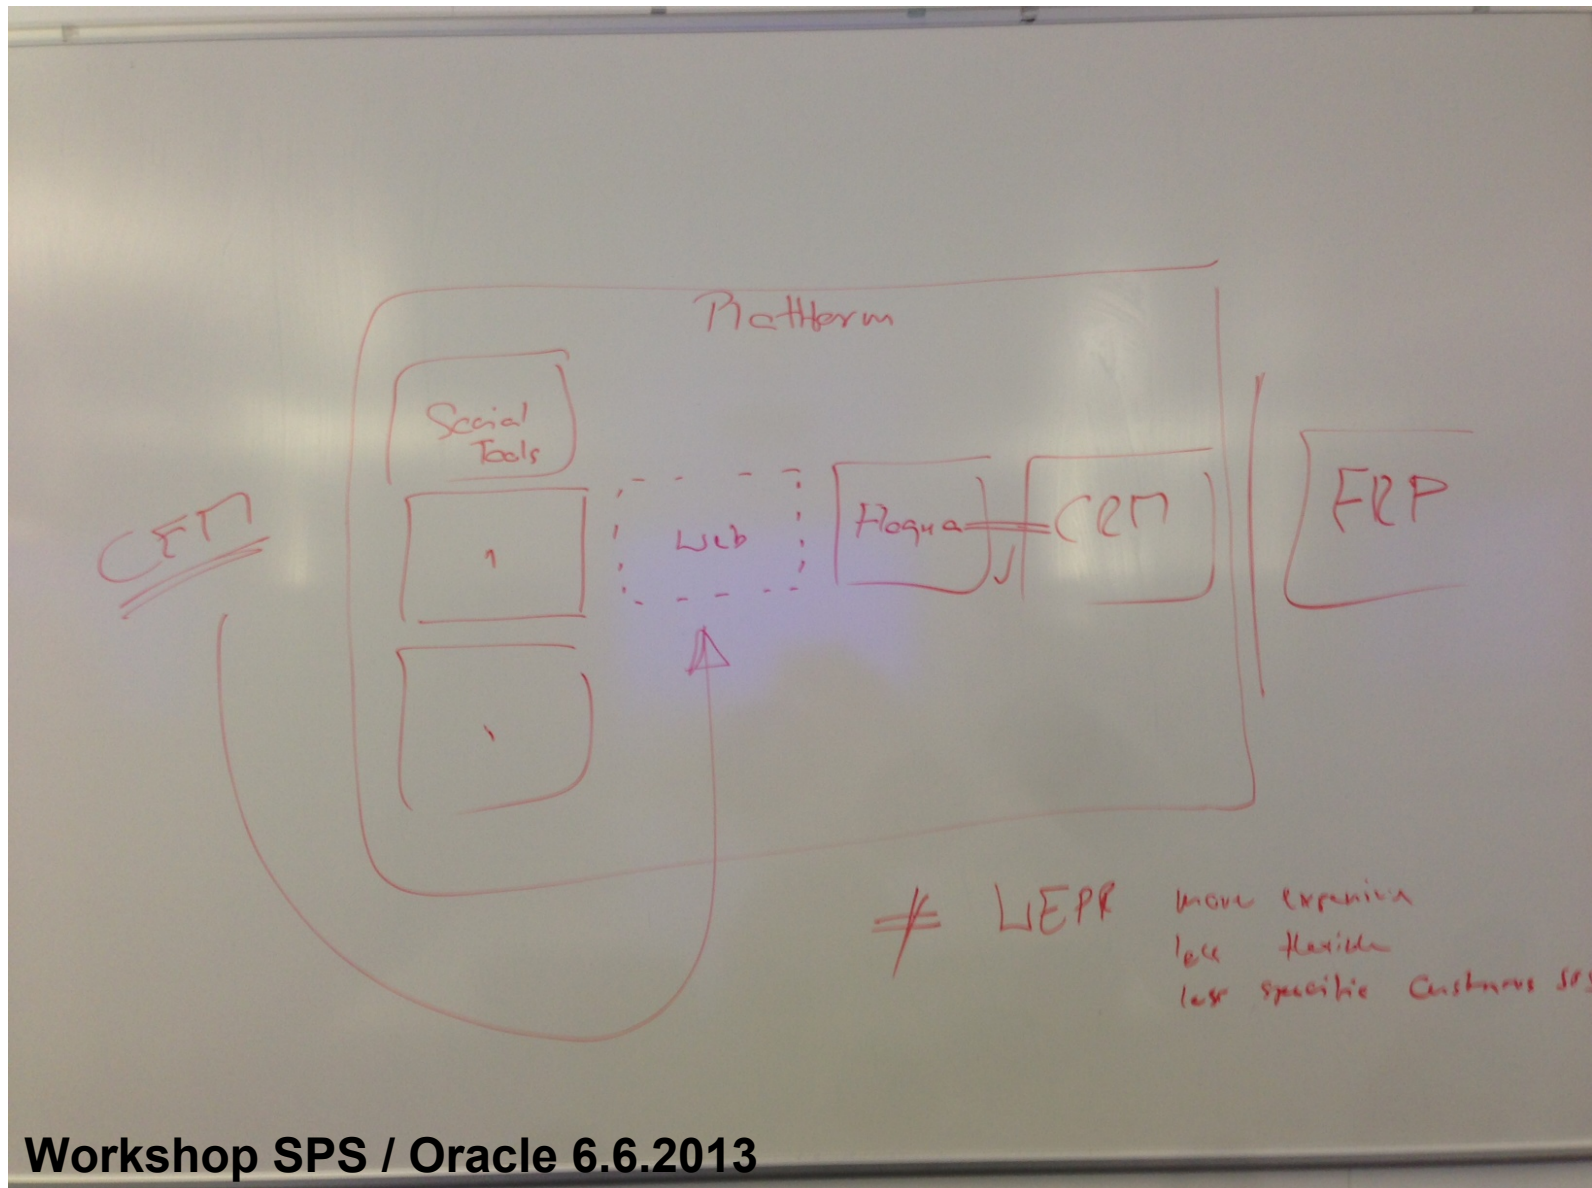 Plattform
Social
Tools
CEM
1
Web
Eloqua
CRM
ERP
≠ WEPR more expensive
less flexible
less specific Customers SPS
Workshop SPS / Oracle 6.6.2013